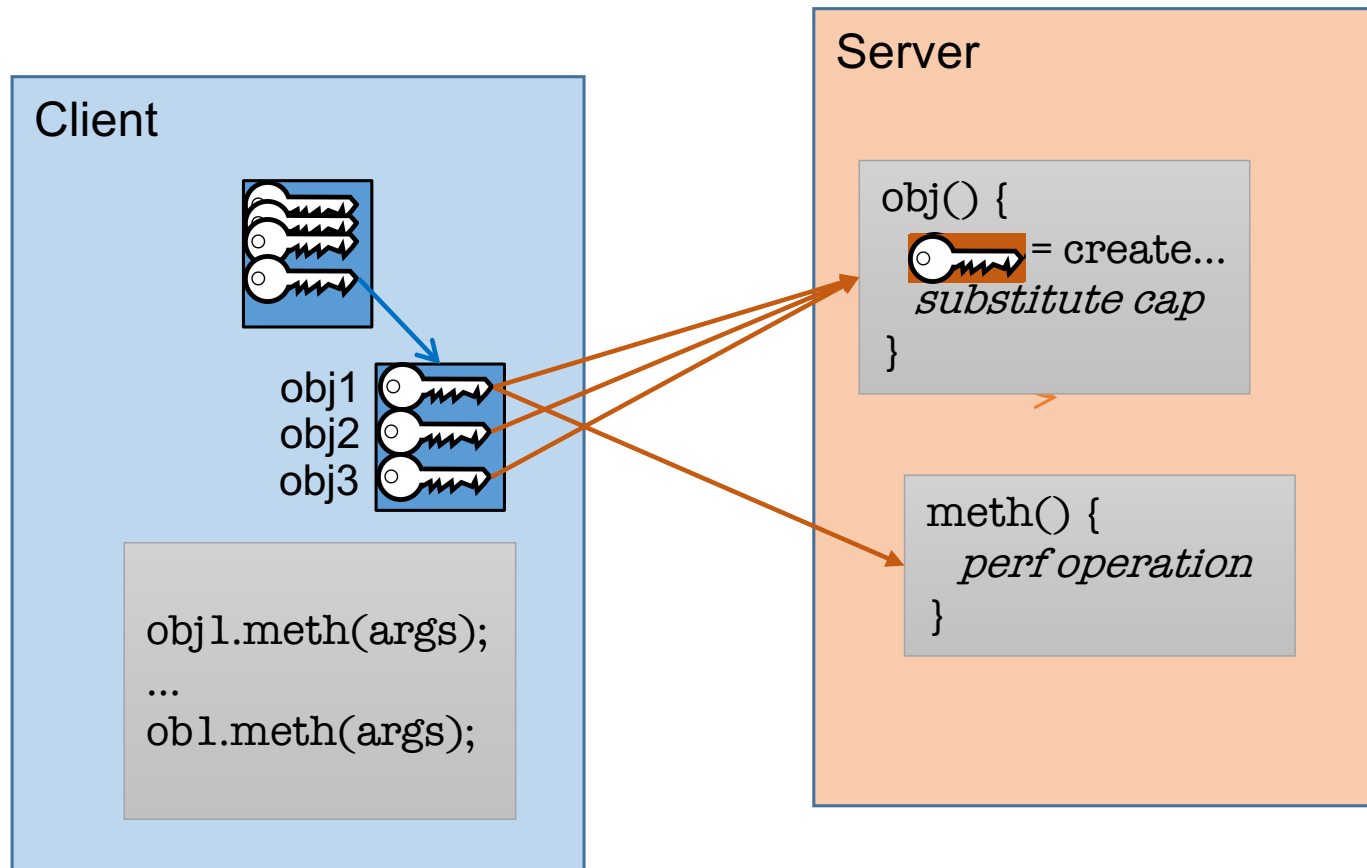 Client
obj1
obj2
obj3
obj1.meth(args);
...
ob1.meth(args);
Server
obj() {
= create...
substitute cap
}
meth() {
perf operation
}